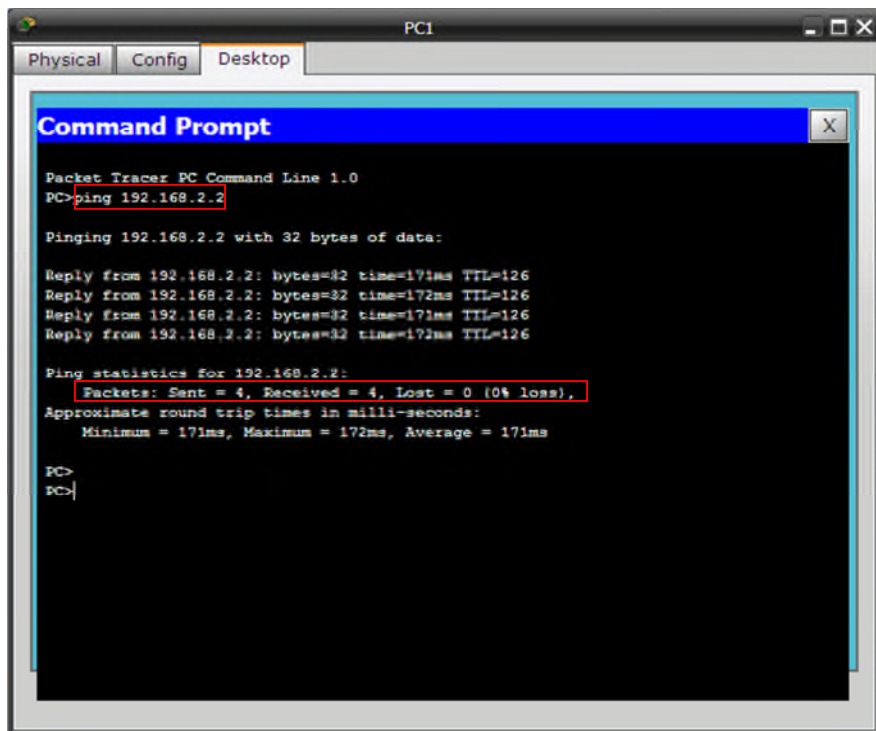 PC1
Physical Config Desktop
Command Prompt X
Packet Tracer PC Command Line 1.0
PC>ping 192.168.2.2
Pinging 192.168.2.2 with 32 bytes of data:
Reply from 192.168.2.2: bytes=32 time=171ms TTL=126
Reply from 192.168.2.2: bytes=32 time=172ms TTL=126
Reply from 192.168.2.2: bytes=32 time=171ms TTL=126
Reply from 192.168.2.2: bytes=32 time=172ms TTL=126
Ping statistics for 192.168.2.2:
Packets: Sent = 4, Received = 4, Lost = 0 (0% loss),
Approximate round trip times in milli-seconds:
Minimum = 171ms, Maximum = 172ms, Average = 171ms
PC>
PC>